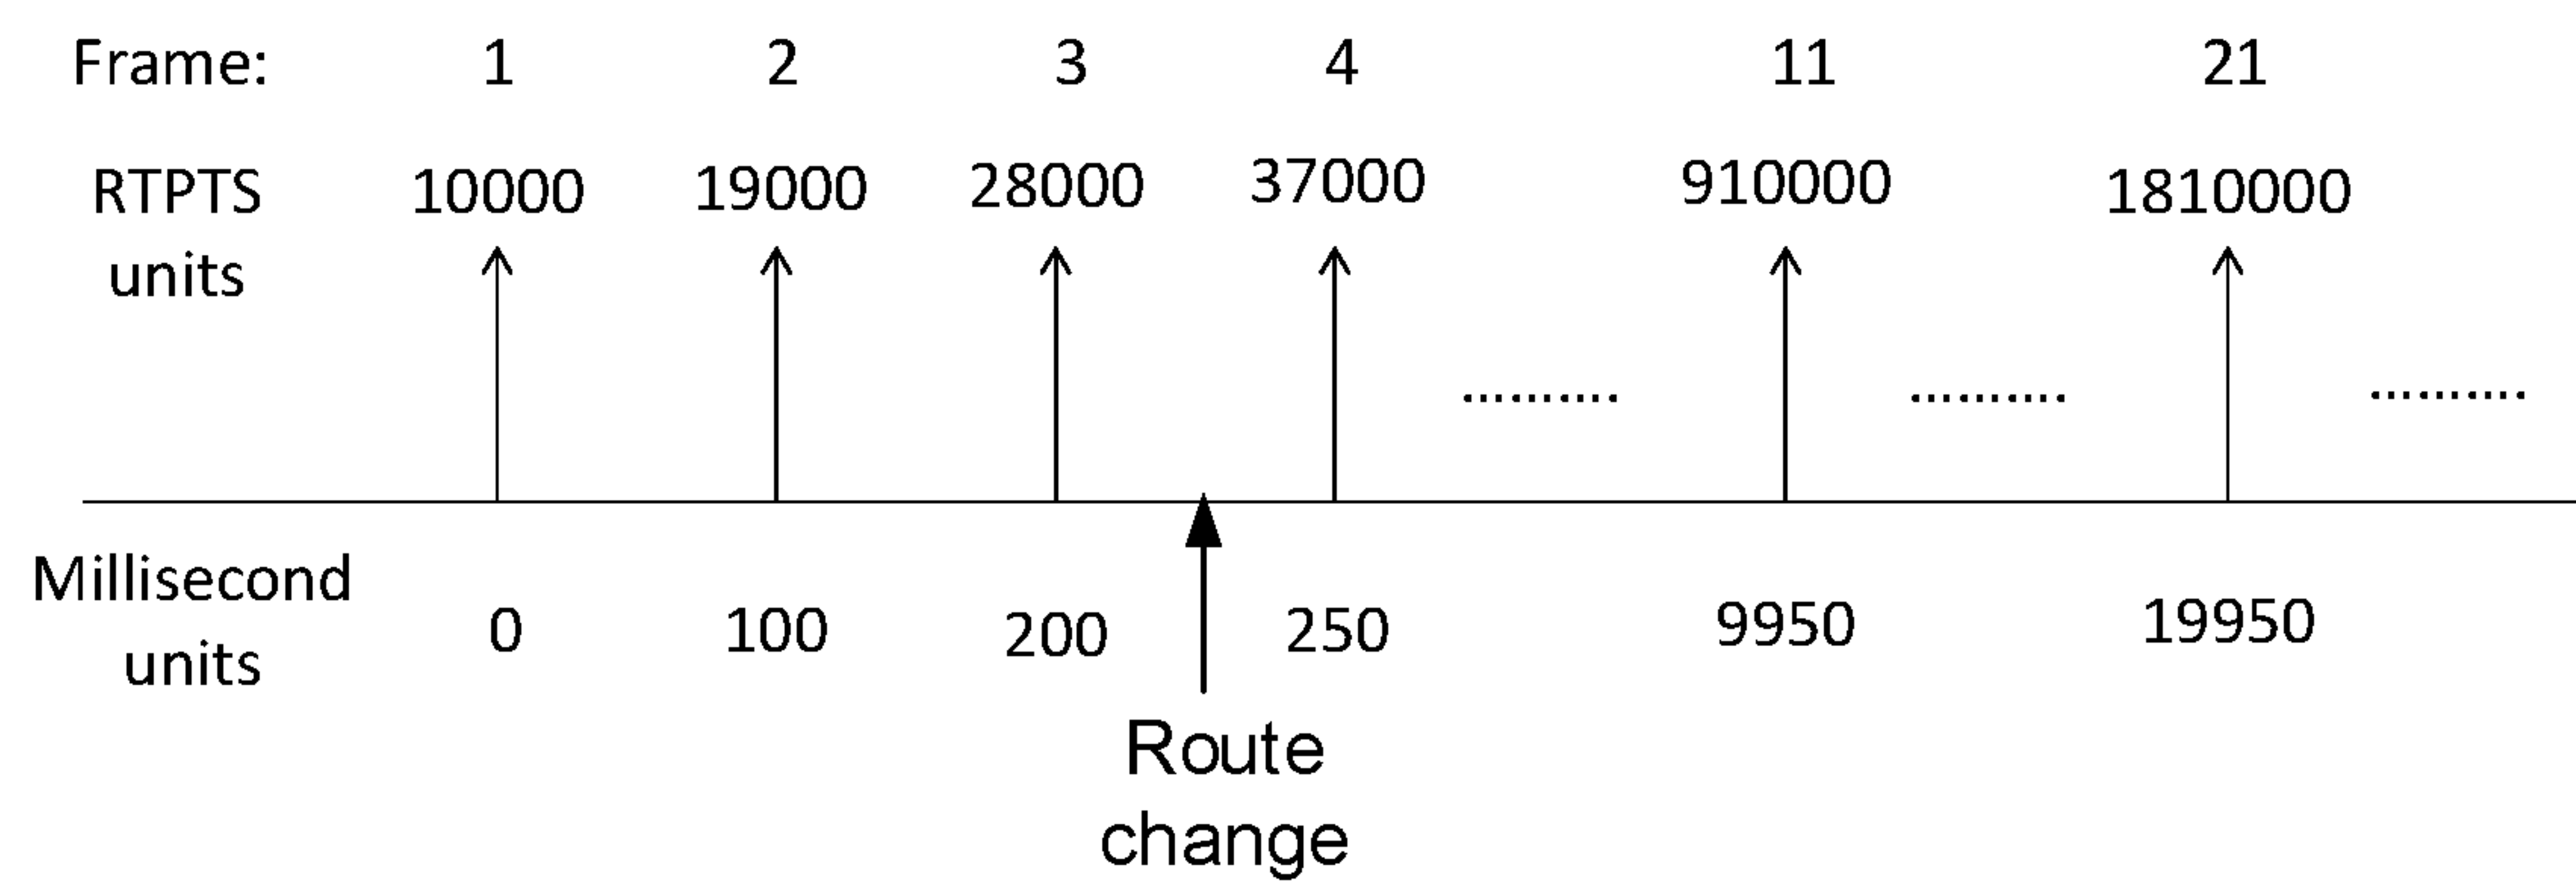 Frame: 1 2 3 4 11 21
RTPTS 10000 19000 28000 37000 910000 1810000
units
Millisecond
units 0 100 200 250 9950 19950
Route
change